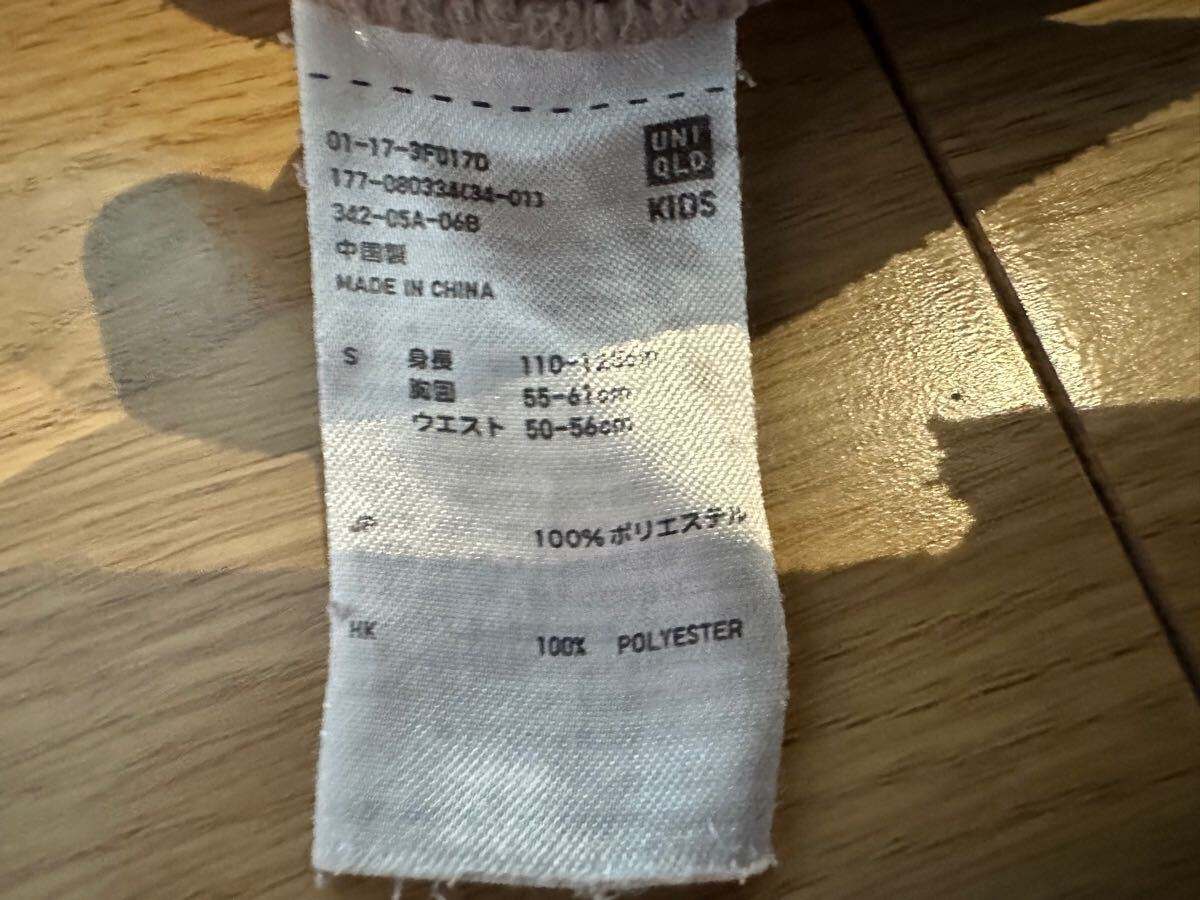 01-17-3F017D
177-080334(34-01)
342-05A-06B
中国製
MADE IN CHINA
UNI
QLO
KIDS
S 身長 110-125cm
胸囲 55-61cm
ウエスト 50-56cm
JP 100%ポリエステル
HK 100% POLYESTER